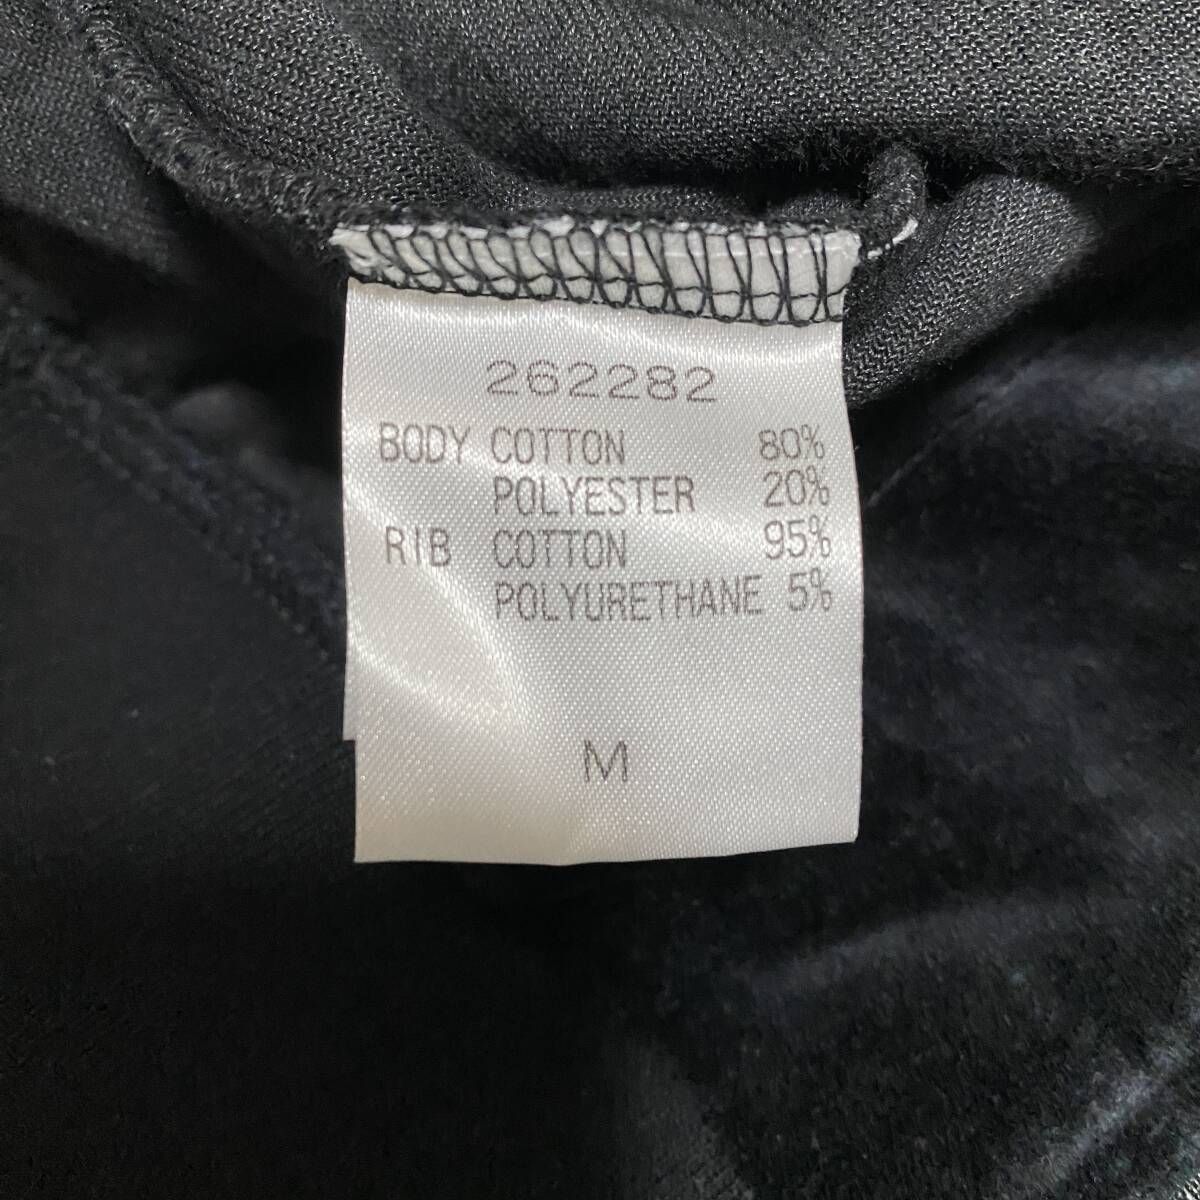 262282
BODY COTTON 80%
POLYESTER 20%
RIB COTTON 95%
POLYURETHANE 5%
M